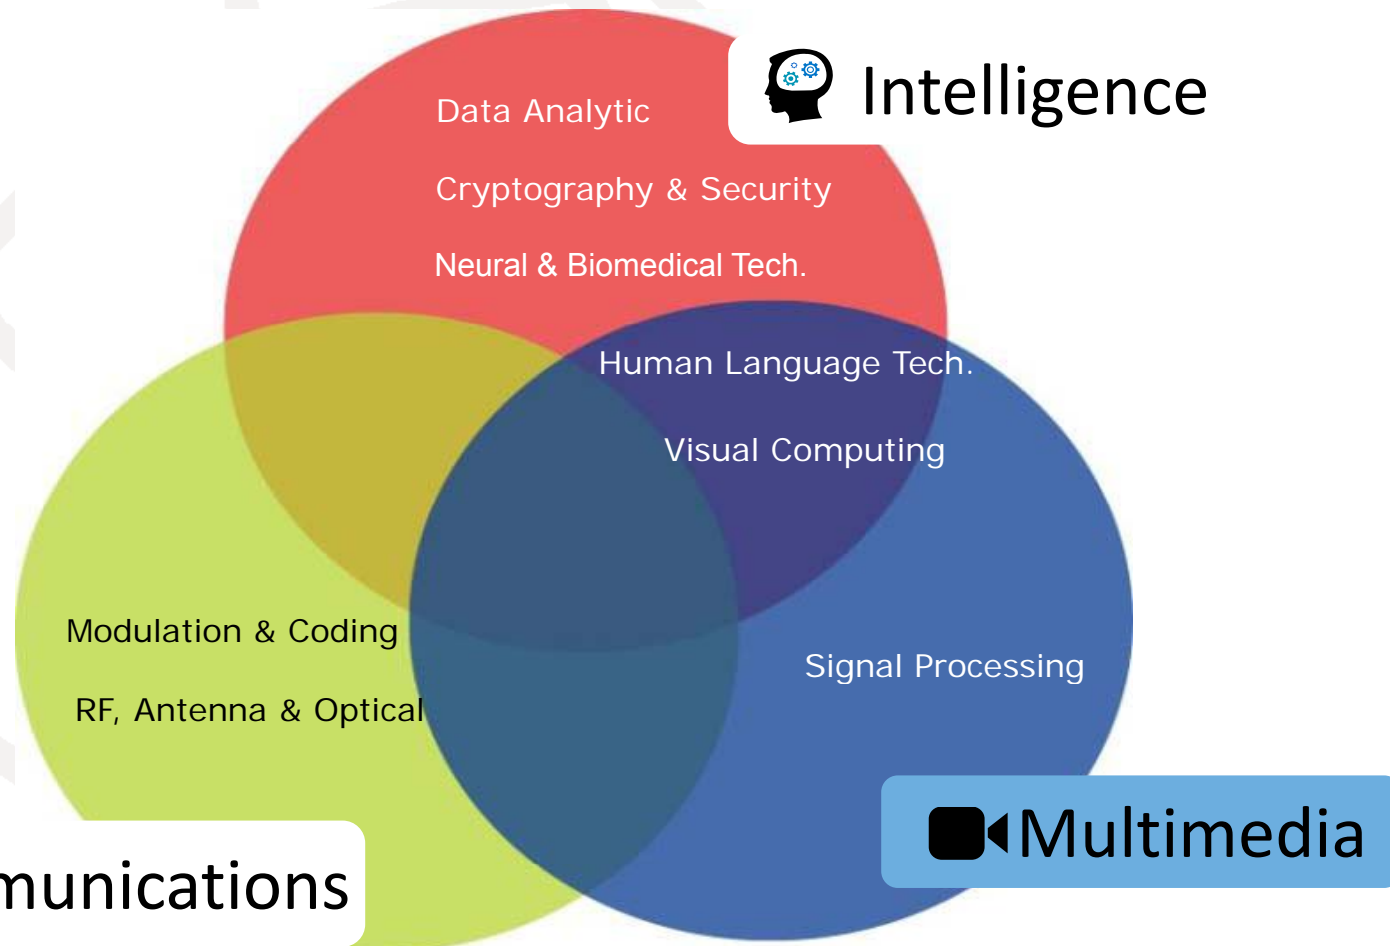 Intelligence
Data Analytic
Cryptography & Security
Neural & Biomedical Tech.
Human Language Tech.
Visual Computing
Modulation & Coding
Signal Processing
RF, Antenna & Optical
Multimedia
munications